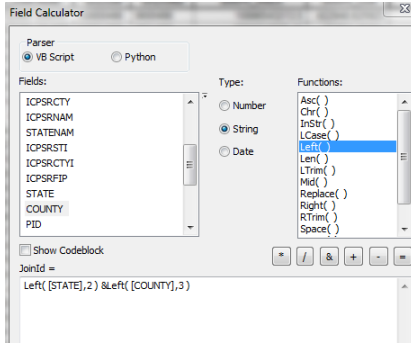 Field Calculator
Parser
VB Script Python
Fields: Type: Functions:
ICPSRCTY
ICPSRNAM
STATENAM
ICPSRSTI
ICPSRCTYI
ICPSRFIP
STATE
COUNTY
PID
Number
String
Date
Asc( )
Chr( )
InStr( )
LCase( )
Left( )
Len( )
LTrim( )
Mid( )
Replace( )
Right( )
RTrim( )
Space( )
Show Codeblock
* / & + - =
JoinId =
Left( [STATE],2 ) &Left( [COUNTY],3 )